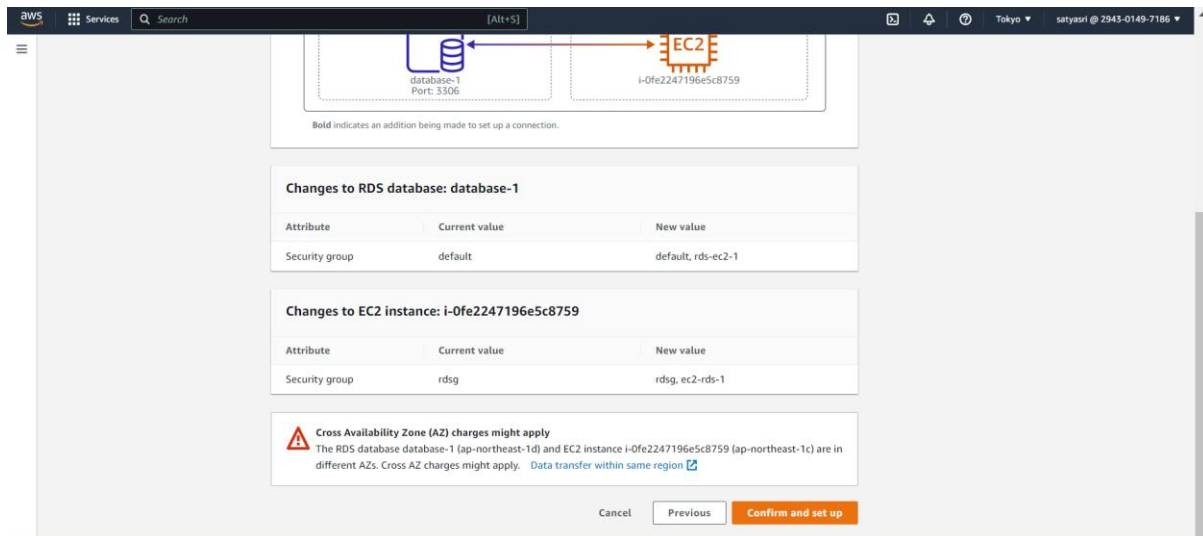 aws Services Search [Alt+S] Tokyo ▼ satyasri @ 2943-0149-7186 ▼
EC2
database-1 i-0fe2247196e5c8759
Port: 3306
Bold indicates an addition being made to set up a connection.
Changes to RDS database: database-1
Attribute Current value New value
Security group default default, rds-ec2-1
Changes to EC2 instance: i-0fe2247196e5c8759
Attribute Current value New value
Security group rdsg rdsg, ec2-rds-1
Cross Availability Zone (AZ) charges might apply
The RDS database database-1 (ap-northeast-1d) and EC2 instance i-0fe2247196e5c8759 (ap-northeast-1c) are in
different AZs. Cross AZ charges might apply. Data transfer within same region
Cancel Previous Confirm and set up